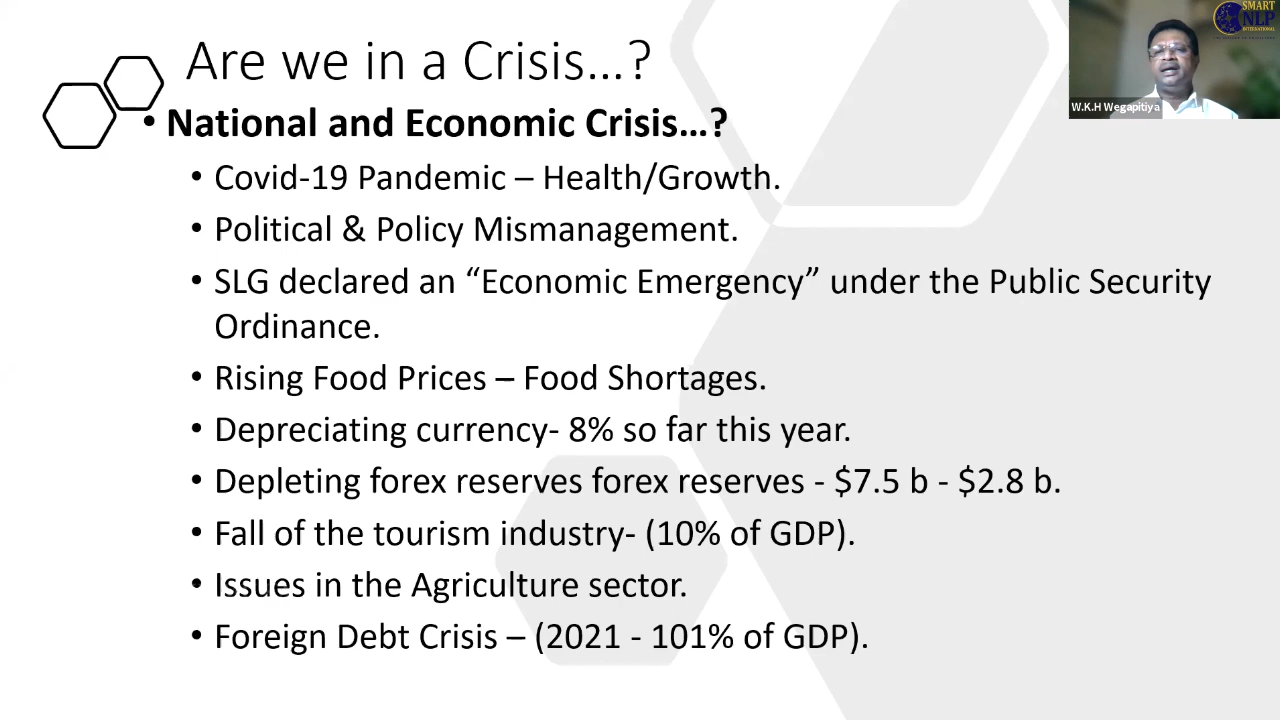 Are we in a Crisis...?
• National and Economic Crisis...?
• Covid-19 Pandemic – Health/Growth.
• Political & Policy Mismanagement.
• SLG declared an “Economic Emergency” under the Public Security
Ordinance.
• Rising Food Prices – Food Shortages.
• Depreciating currency- 8% so far this year.
• Depleting forex reserves forex reserves - $7.5 b - $2.8 b.
• Fall of the tourism industry- (10% of GDP).
• Issues in the Agriculture sector.
• Foreign Debt Crisis – (2021 - 101% of GDP).
SMART
NLP
INTERNATIONAL
W.K.H Wegapitiya